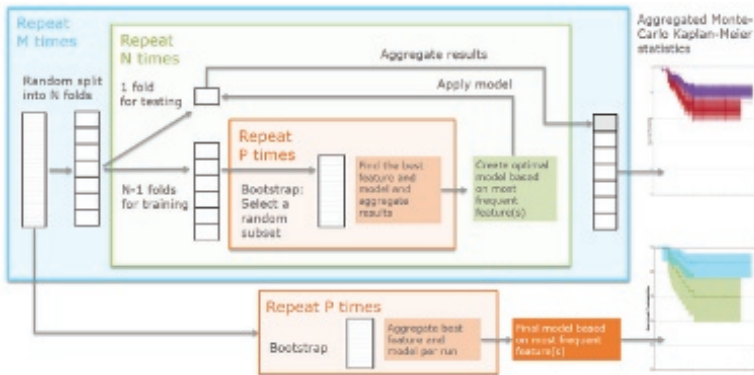 Repeat
M times
Random split
into N folds
Repeat
N times
1 fold
for testing
Aggregate results
Apply model
N-1 folds
for training
Repeat
P times
Bootstrap:
Select a
random
subset
Find the best
feature and
model and
aggregate
results
Create optimal
model based
on most
frequent
feature(s)
Aggregated Monte-
Carlo Kaplan-Meier
statistics
Repeat P times
Bootstrap
Aggregate best
feature and
model per run
Final model based
on most frequent
feature(s)